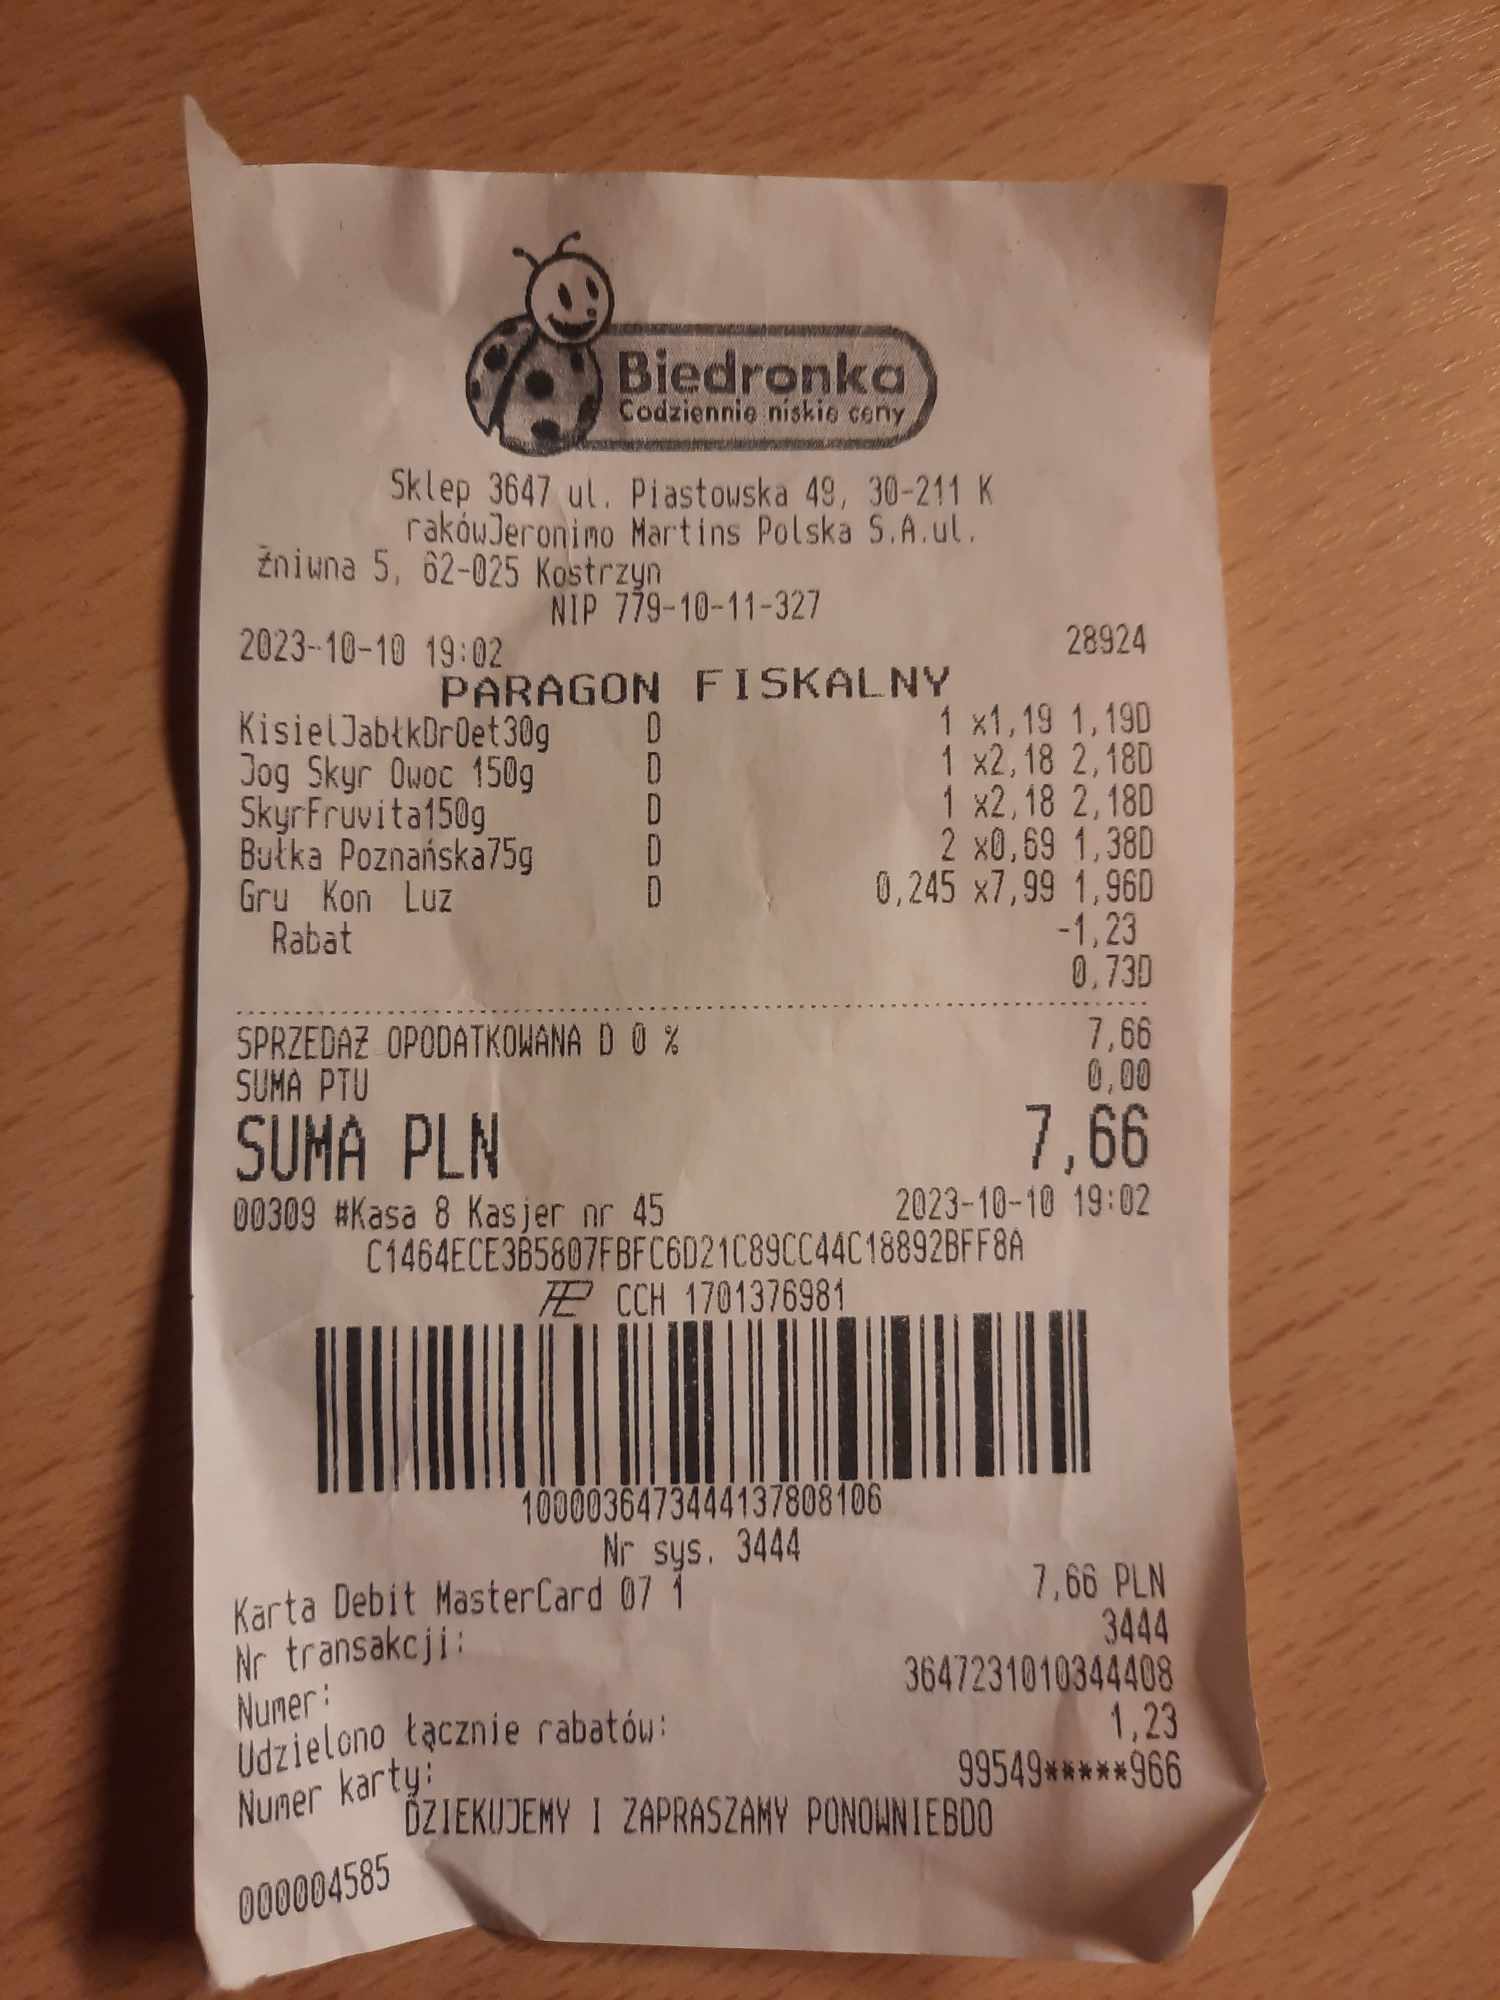 Biedronka
Codziennie niskie ceny
Sklep 3647 ul. Piastowska 49, 30-211 K
rakówJeronimo Martins Polska S.A.ul.
Żniwna 5, 62-025 Kostrzyn
NIP 779-10-11-327
2023-10-10 19:02 28924
PARAGON FISKALNY
KisielJabłkDrOet30g D 1 x1,19 1,19D
Jog Skyr Owoc 150g D 1 x2,18 2,18D
SkyrFruvita150g D 1 x2,18 2,18D
Bułka Poznańska75g D 2 x0,69 1,38D
Gru Kon Luz D 0,245 x7,99 1,96D
Rabat -1,23
0,73D
SPRZEDAŻ OPODATKOWANA D 0 % 7,66
SUMA PTU 0,00
SUMA PLN 7,66
00309 #Kasa 8 Kasjer nr 45 2023-10-10 19:02
C1464ECE3B5807FBFC6D21C89CC44C18892BFF8A
CCH 1701376981
1000036473444137808106
Nr sys. 3444
Karta Debit MasterCard 07 1 7,66 PLN
Nr transakcji: 3444
Numer: 3647231010344408
Udzielono łącznie rabatów: 1,23
Numer karty: 99549*****966
DZIEKUJEMY I ZAPRASZAMY PONOWNIEBDO
000004585